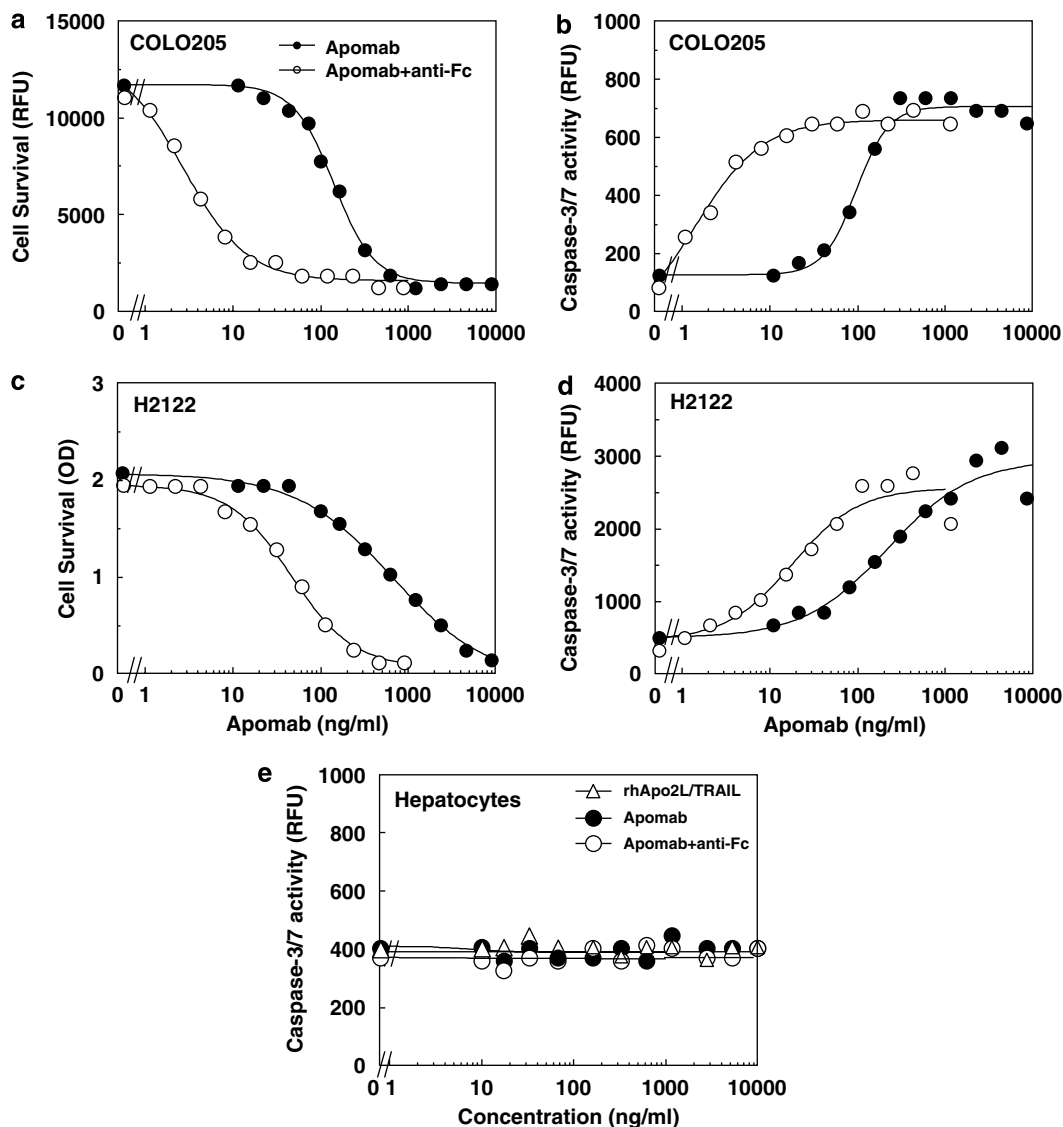 a
COLO205
Apomab
Apomab+anti-Fc
15000
10000
5000
0
Cell Survival (RFU)
0 1 10 100 1000 10000
b
COLO205
1000
800
600
400
200
0
Caspase-3/7 activity (RFU)
0 1 10 100 1000 10000
c
H2122
3
2
1
0
Cell Survival (OD)
0 1 10 100 1000 10000
Apomab (ng/ml)
d
H2122
4000
3000
2000
1000
0
Caspase-3/7 activity (RFU)
0 1 10 100 1000 10000
Apomab (ng/ml)
e
Hepatocytes
rhApo2L/TRAIL
Apomab
Apomab+anti-Fc
1000
800
600
400
200
0
Caspase-3/7 activity (RFU)
0 1 10 100 1000 10000
Concentration (ng/ml)